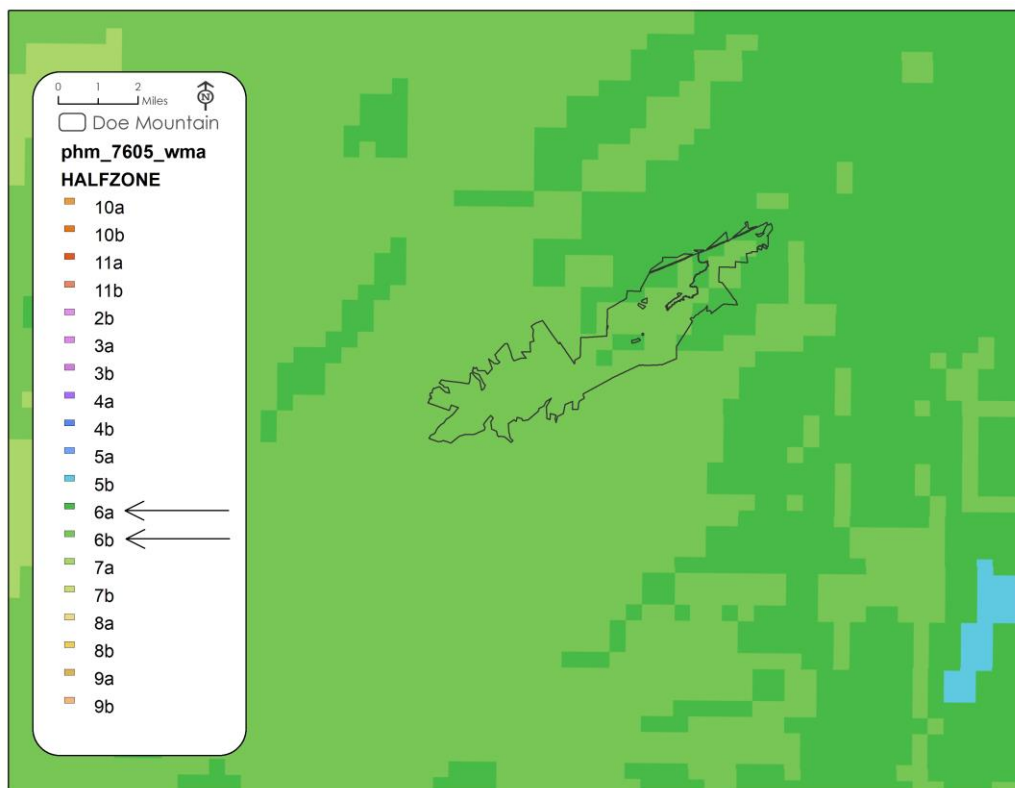 0 1 2
Miles
N
Doe Mountain
phm_7605_wma
HALFZONE
10a
10b
11a
11b
2b
3a
3b
4a
4b
5a
5b
6a
6b
7a
7b
8a
8b
9a
9b